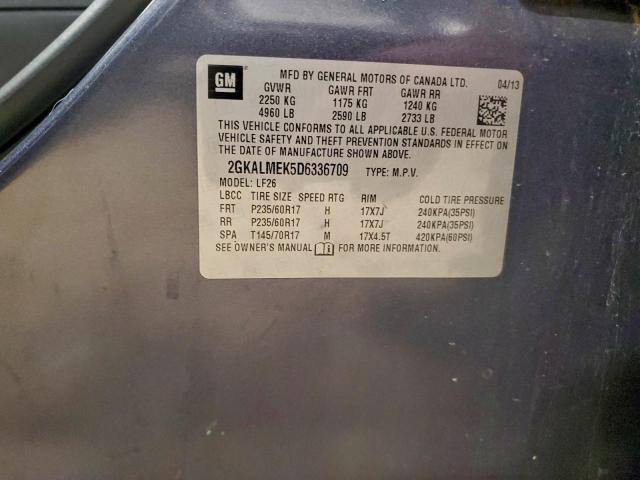 GM
MFD BY GENERAL MOTORS OF CANADA LTD. 04/13
GVWR GAWR FRT GAWR RR
2250 KG 1175 KG 1240 KG
4960 LB 2590 LB 2733 LB
THIS VEHICLE CONFORMS TO ALL APPLICABLE U.S. FEDERAL MOTOR
VEHICLE SAFETY AND THEFT PREVENTION STANDARDS IN EFFECT ON
THE DATE OF MANUFACTURE SHOWN ABOVE.
2GKALMEK5D6336709 TYPE: M.P.V.
MODEL: LF26
LBCC TIRE SIZE SPEED RTG RIM COLD TIRE PRESSURE
FRT P235/60R17 H 17X7J 240KPA(35PSI)
RR P235/60R17 H 17X7J 240KPA(35PSI)
SPA T145/70R17 M 17X4.5T 420KPA(60PSI)
SEE OWNER'S MANUAL FOR MORE INFORMATION.